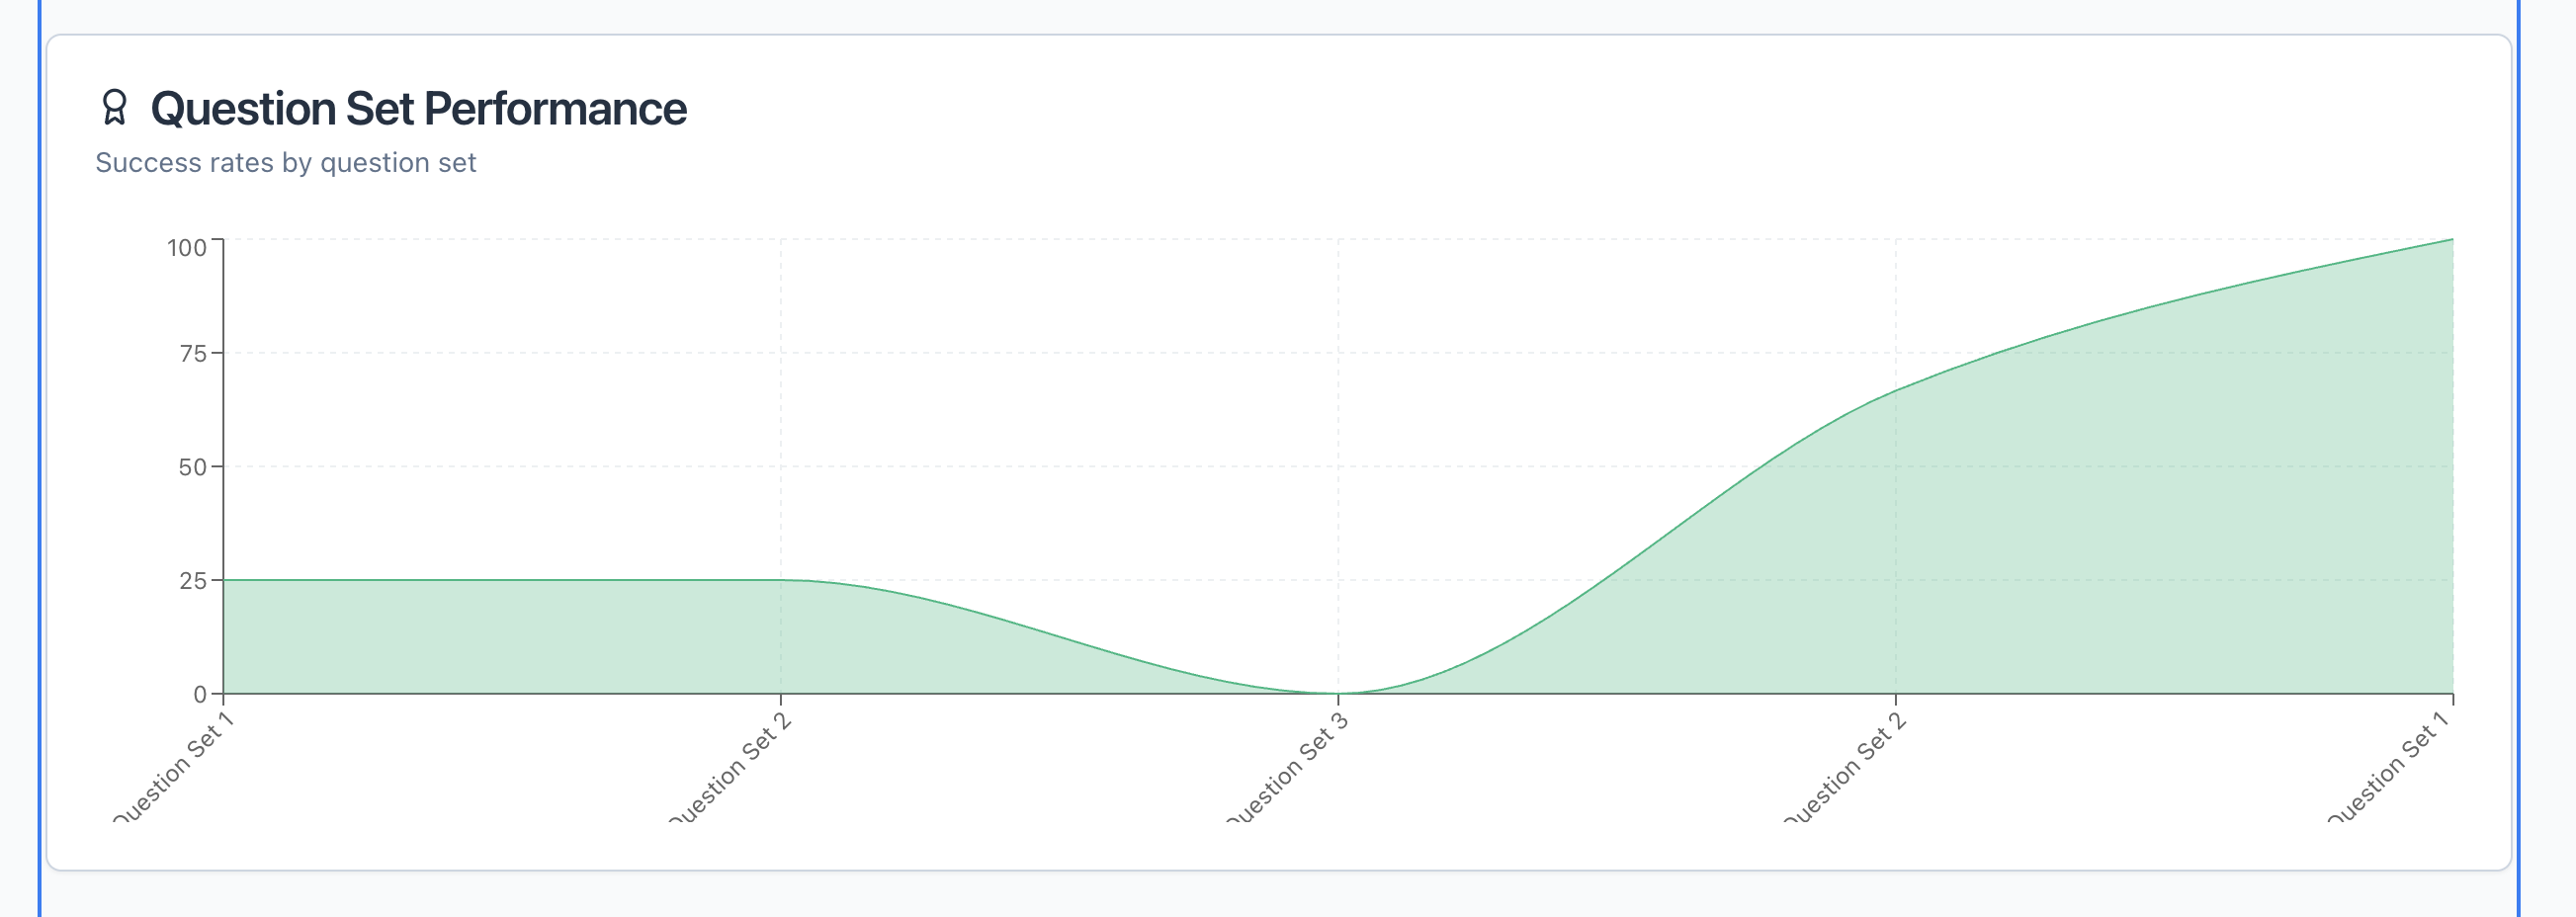 Question Set Performance
Success rates by question set
100
75
50
25
0
Question Set 1
Question Set 2
Question Set 3
Question Set 2
Question Set 1